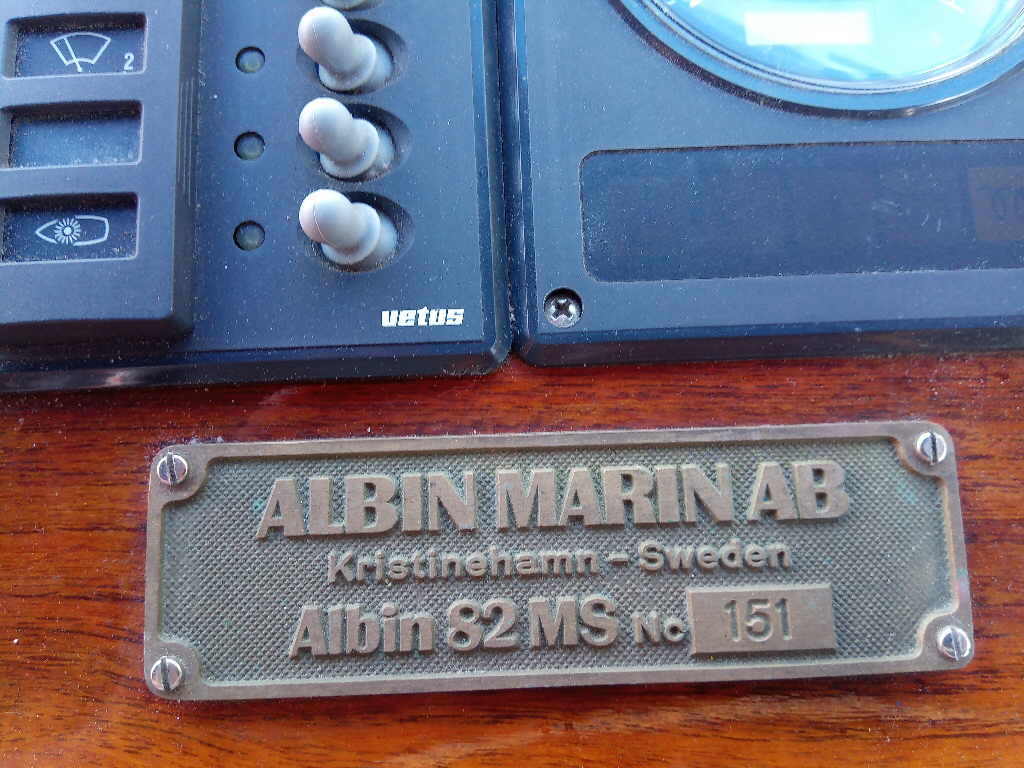 2
vetus
ALBIN MARIN AB
Kristinehamn - Sweden
Albin 82 MS No 151